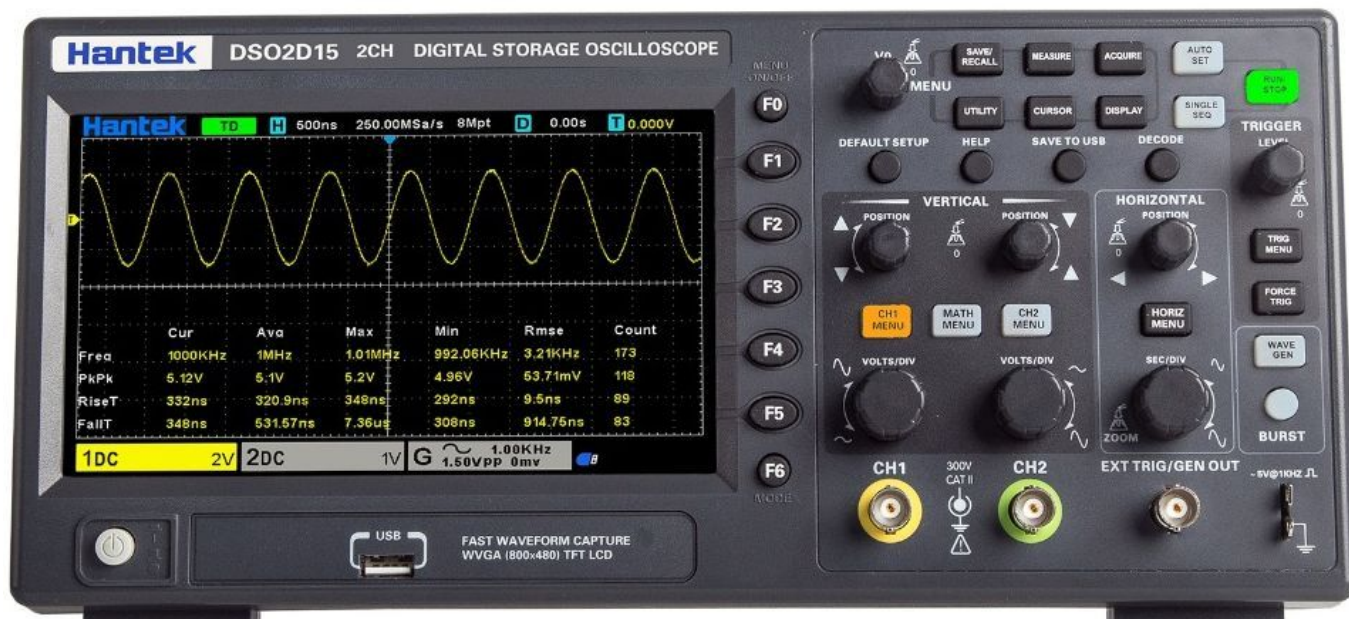 Hantek DSO2D15 2CH DIGITAL STORAGE OSCILLOSCOPE
Hantek TD H 500ns 250.00MSa/s 8Mpt D 0.00s T 0.000V
T
Cur Avg Max Min Rmse Count
Freq 1000KHz 1MHz 1.01MHz 992.06KHz 3.21KHz 173
PkPk 5.12V 5.1V 5.2V 4.96V 53.71mV 118
RiseT 332ns 320.9ns 348ns 292ns 9.5ns 89
FallT 348ns 531.57ns 7.36us 308ns 914.75ns 83
1DC 2V 2DC 1V G 1.00KHz
1.50VPP 0mv
USB
FAST WAVEFORM CAPTURE
WVGA (800x480) TFT LCD
MENU
ON/OFF
F0
F1
F2
F3
F4
F5
F6
MODE
V0
0
MENU
SAVE/
RECALL
MEASURE
ACQUIRE
AUTO
SET
RUN
STOP
UTILITY
CURSOR
DISPLAY
SINGLE
SEQ
DEFAULT SETUP
HELP
SAVE TO USB
DECODE
TRIGGER
LEVEL
0
VERTICAL
POSITION
0
POSITION
HORIZONTAL
POSITION
0
TRIG
MENU
FORCE
TRIG
CH1
MENU
MATH
MENU
CH2
MENU
HORIZ
MENU
WAVE
GEN
VOLTS/DIV
VOLTS/DIV
SEC/DIV
ZOOM
BURST
CH1
300V
CAT II
CH2
EXT TRIG/GEN OUT
~5V@1KHZ